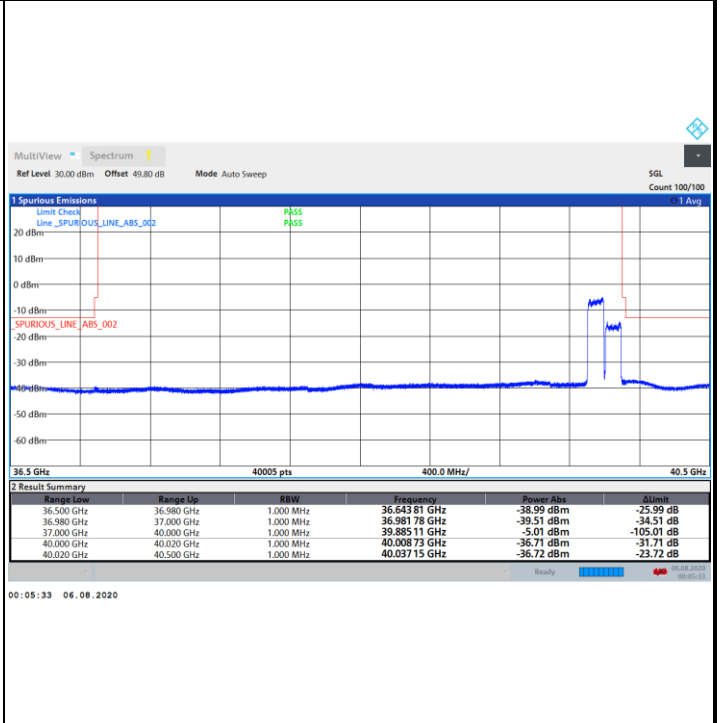 MultiView Spectrum !
Ref Level 30.00 dBm Offset 49.80 dB Mode Auto Sweep SGL
Count 100/100
1 Spurious Emissions 1 Avg
Limit Check PASS
Line _SPURIOUS_LINE_ABS_002 PASS
20 dBm
10 dBm
0 dBm
-10 dBm
_SPURIOUS_LINE_ABS_002
-20 dBm
-30 dBm
-40 dBm
-50 dBm
-60 dBm
36.5 GHz 40005 pts 400.0 MHz/ 40.5 GHz
2 Result Summary
Range Low Range Up RBW Frequency Power Abs ΔLimit
36.500 GHz 36.980 GHz 1.000 MHz 36.643 81 GHz -38.99 dBm -25.99 dB
36.980 GHz 37.000 GHz 1.000 MHz 36.981 78 GHz -39.51 dBm -34.51 dB
37.000 GHz 40.000 GHz 1.000 MHz 39.885 11 GHz -5.01 dBm -105.01 dB
40.000 GHz 40.020 GHz 1.000 MHz 40.008 73 GHz -36.71 dBm -31.71 dB
40.020 GHz 40.500 GHz 1.000 MHz 40.037 15 GHz -36.72 dBm -23.72 dB
Ready 06.08.2020
00:05:33
00:05:33 06.08.2020